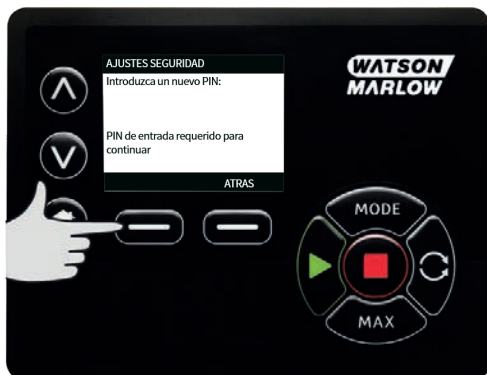 AJUSTES SEGURIDAD
Introduzca un nuevo PIN:
PIN de entrada requerido para
continuar
ATRAS
WATSON
MARLOW
MODE
MAX